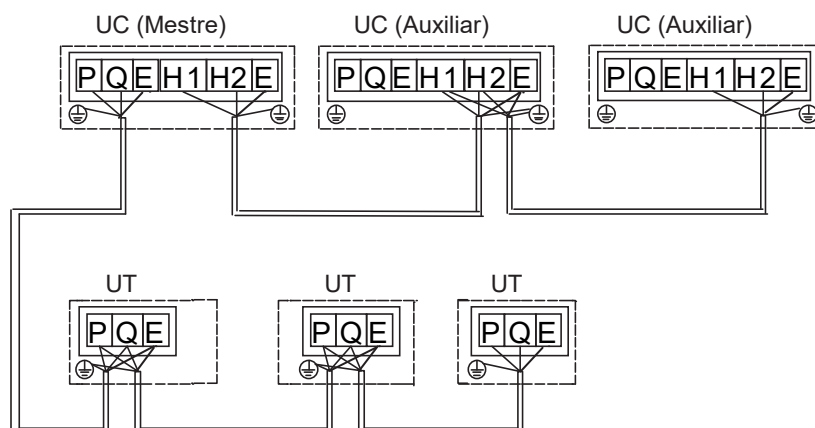 UC (Mestre) UC (Auxiliar) UC (Auxiliar)
P Q E H1 H2 E P Q E H1 H2 E P Q E H1 H2 E
UT UT UT
P Q E P Q E P Q E